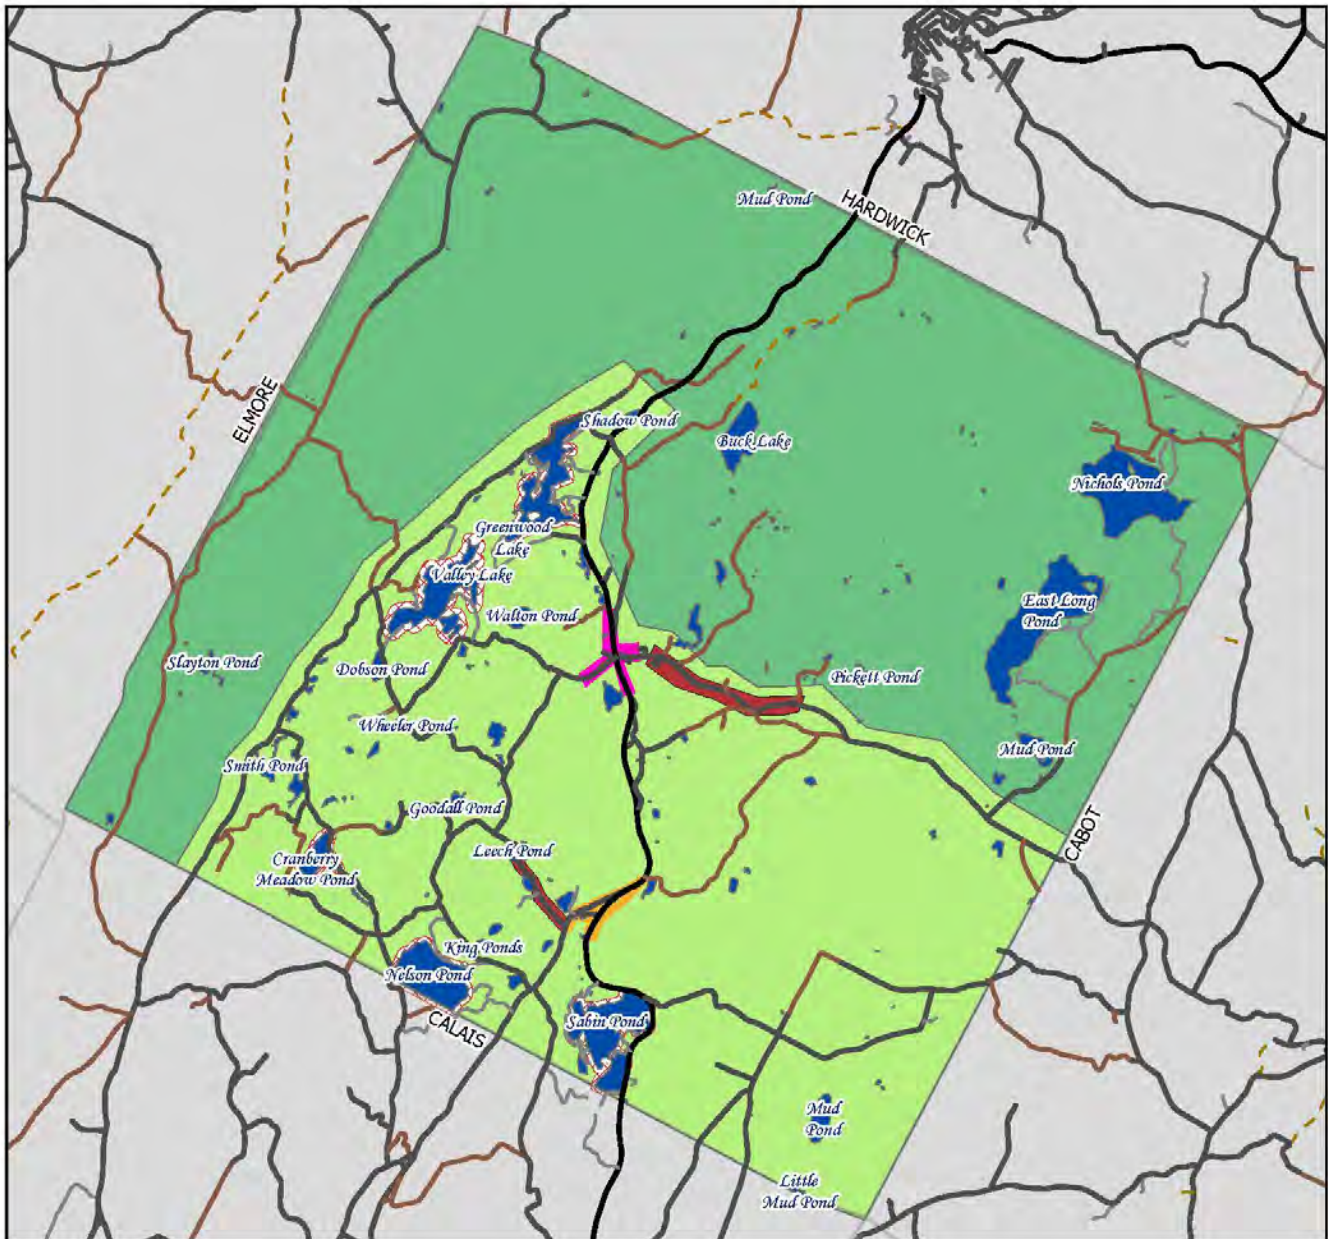 Mud Pond
HARDWICK
ELMORE
Shadow Pond
Buck Lake
Nichols Pond
Greenwood
Lake
Valley Lake
Walton Pond
East Long
Pond
Slayton Pond
Dobson Pond
Pickett Pond
Wheeler Pond
Mud Pond
Smith Pond
Goodall Pond
CABOT
Leech Pond
Cranberry
Meadow Pond
King Ponds
Nelson Pond
CALAIS
Sabin Pond
Mud
Pond
Little
Mud Pond